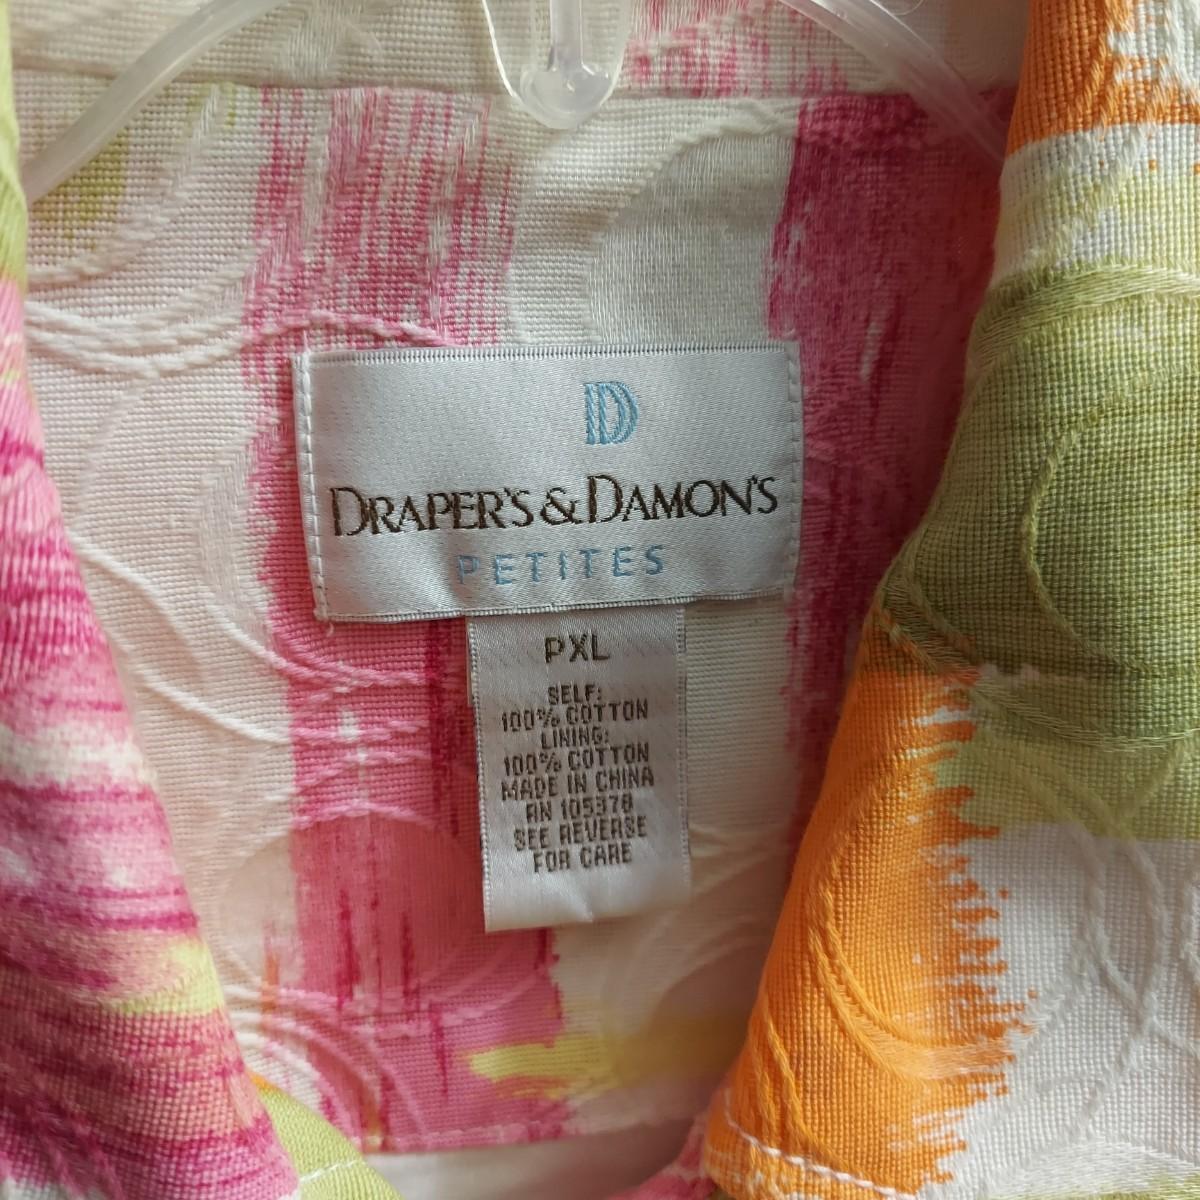 D
DRAPER'S & DAMON'S
PETITES
PXL
SELF:
100% COTTON
LINING:
100% COTTON
MADE IN CHINA
RN 105378
SEE REVERSE
FOR CARE